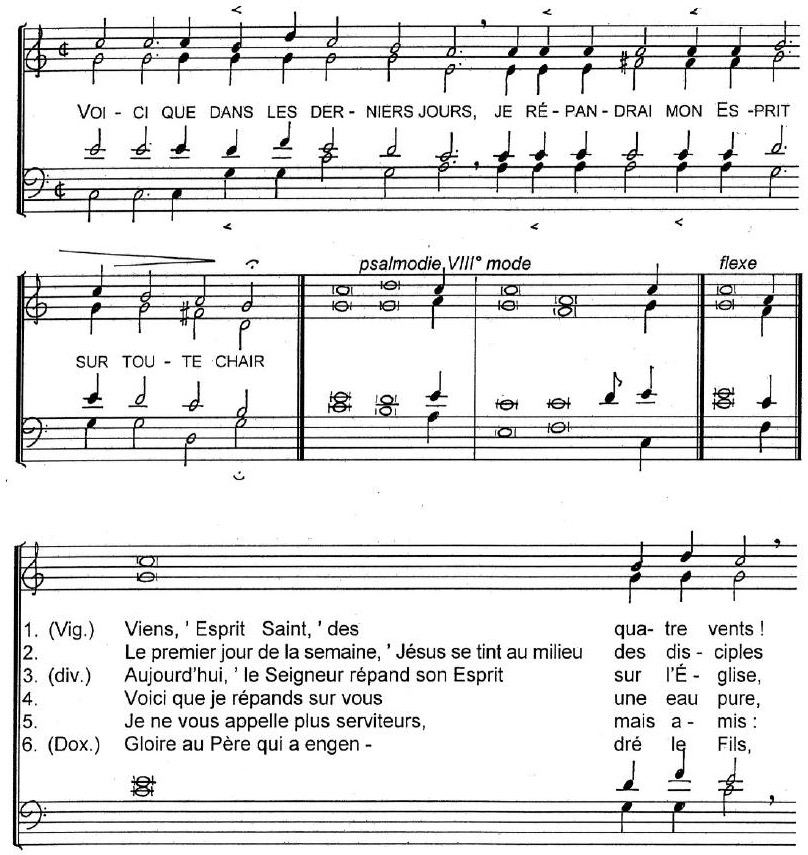 VOI - CI QUE DANS LES DER - NIERS JOURS, JE RÉ - PAN - DRAI MON ES - PRIT
psalmodie VIII° mode flexe
SUR TOU - TE CHAIR
1. (Vig.) Viens, ' Esprit Saint, ' des qua- tre vents !
2. Le premier jour de la semaine, ' Jésus se tint au milieu des dis - ciples
3. (div.) Aujourd'hui, ' le Seigneur répand son Esprit sur l'É - glise,
4. Voici que je répands sur vous une eau pure,
5. Je ne vous appelle plus serviteurs, mais a - mis :
6. (Dox.) Gloire au Père qui a engen - dré le Fils,